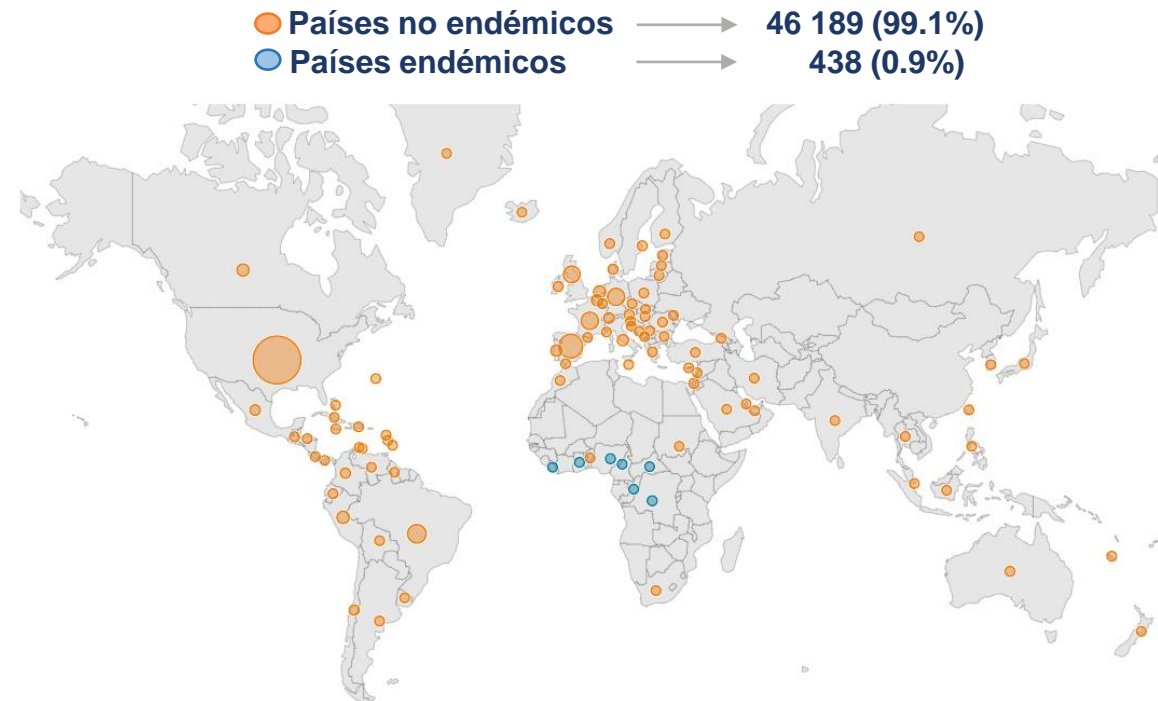 Países no endémicos 46 189 (99.1%)
Países endémicos 438 (0.9%)